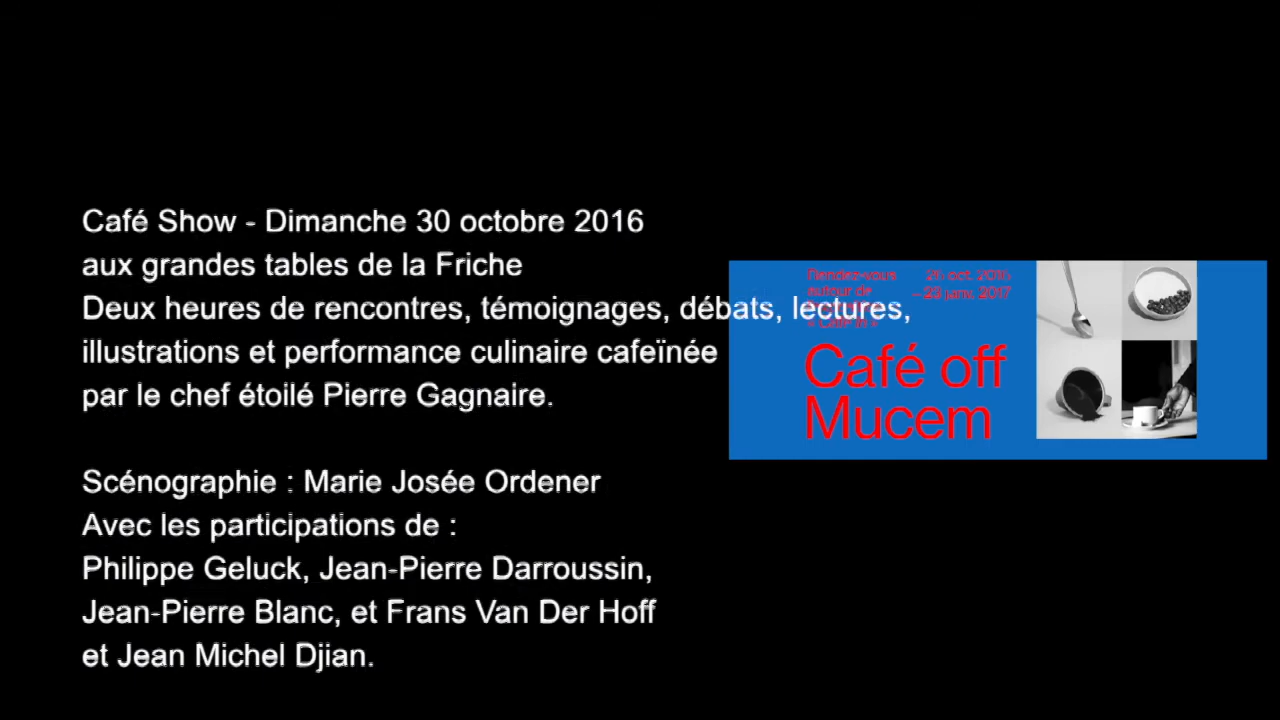 Café Show - Dimanche 30 octobre 2016
aux grandes tables de la Friche
Deux heures de rencontres, témoignages, débats, lectures,
illustrations et performance culinaire cafeïnée
par le chef étoilé Pierre Gagnaire.
Scénographie : Marie Josée Ordener
Avec les participations de :
Philippe Geluck, Jean-Pierre Darroussin,
Jean-Pierre Blanc, et Frans Van Der Hoff
et Jean Michel Djian.
Rendez-vous
autour de
« Café In »
– 23 janv. 2017
Café off
Mucem